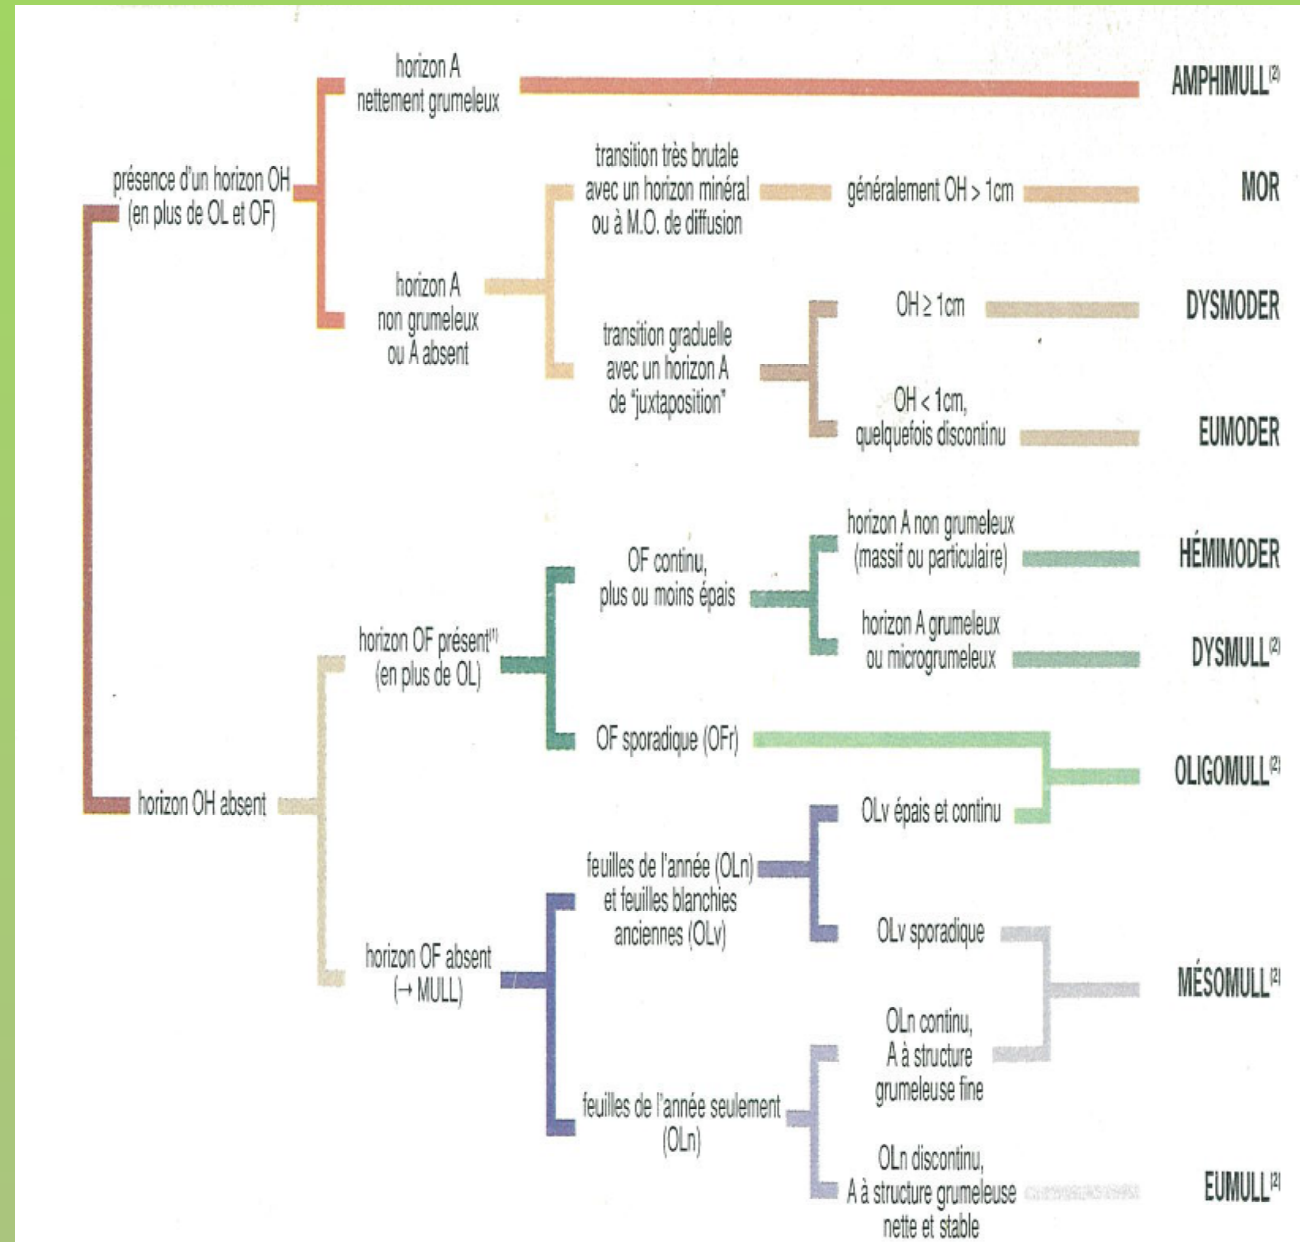 horizon A
nettement grumeleux
AMPHIMULL(2)
présence d'un horizon OH
(en plus de OL et OF)
transition très brutale
avec un horizon minéral
ou à M.O. de diffusion
généralement OH > 1cm
MOR
horizon A
non grumeleux
ou A absent
transition graduelle
avec un horizon A
de "juxtaposition"
OH ≥ 1cm
DYSMODER
OH < 1cm,
quelquefois discontinu
EUMODER
horizon OH absent
horizon OF présent(1)
(en plus de OL)
OF continu,
plus ou moins épais
horizon A non grumeleux
(massif ou particulaire)
HÉMIMODER
horizon A grumeleux
ou microgrumeleux
DYSMULL(2)
OF sporadique (OFr)
OLIGOMULL(2)
horizon OF absent
(→ MULL)
feuilles de l'année (OLn)
et feuilles blanchies
anciennes (OLv)
OLv épais et continu
OLv sporadique
MÉSOMULL(2)
feuilles de l'année seulement
(OLn)
OLn continu,
A à structure
grumeleuse fine
OLn discontinu,
A à structure grumeleuse
nette et stable
EUMULL(2)